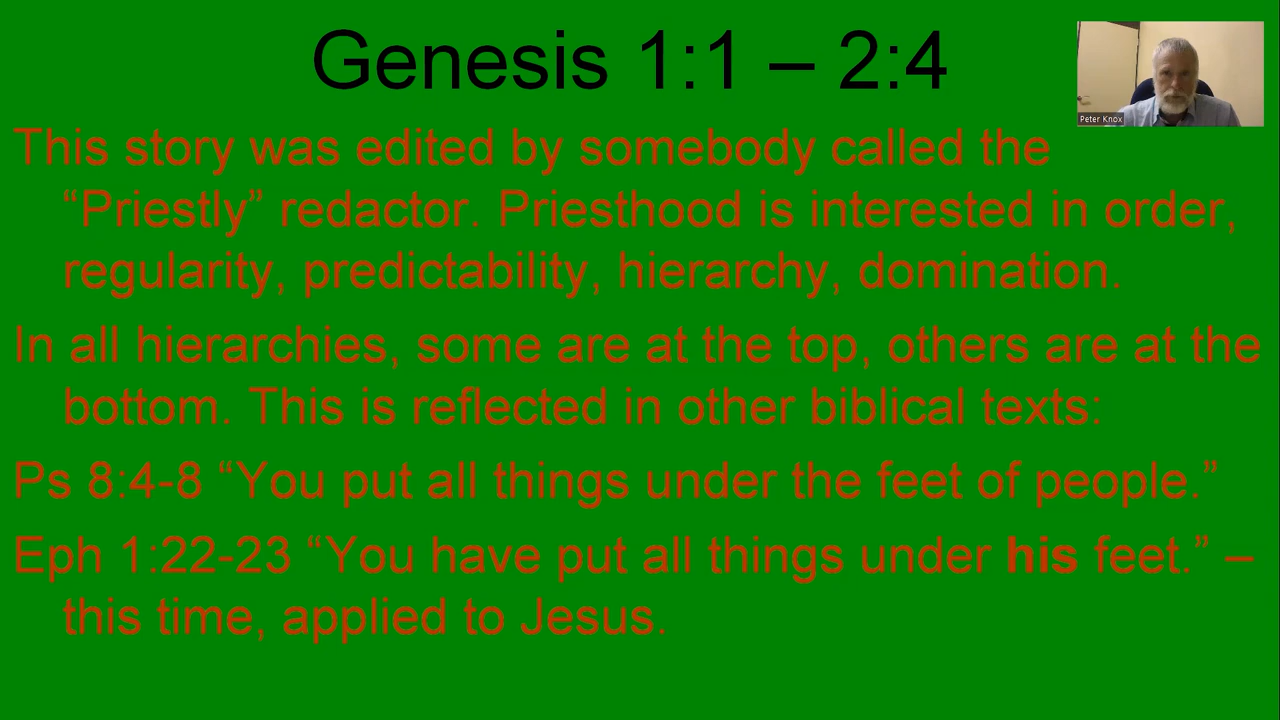 Genesis 1:1 – 2:4
Peter Knox
This story was edited by somebody called the
“Priestly” redactor. Priesthood is interested in order,
regularity, predictability, hierarchy, domination.
In all hierarchies, some are at the top, others are at the
bottom. This is reflected in other biblical texts:
Ps 8:4-8 “You put all things under the feet of people.”
Eph 1:22-23 “You have put all things under his feet.” –
this time, applied to Jesus.